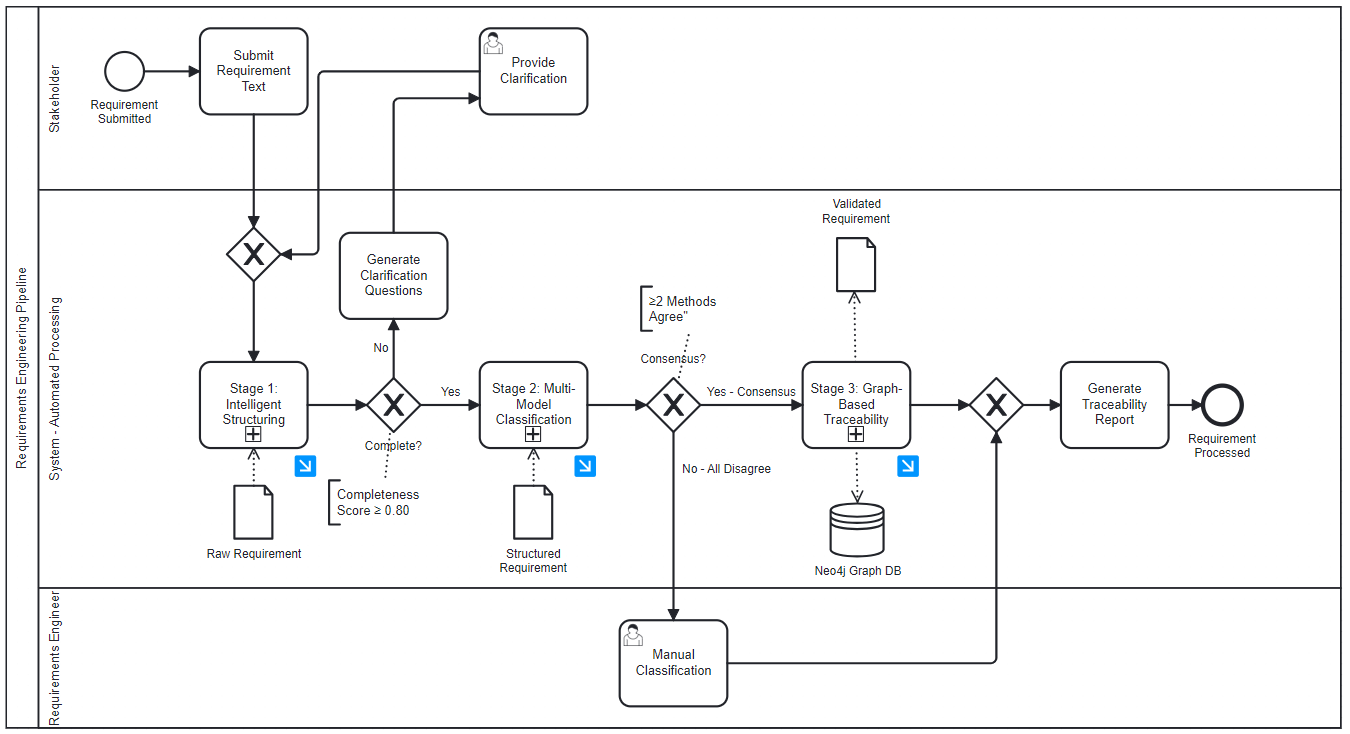 Requirements Engineering Pipeline
Stakeholder
Requirement
Submitted
Submit
Requirement
Text
Provide
Clarification
System - Automated Processing
Generate
Clarification
Questions
No
Stage 1:
Intelligent
Structuring
Raw Requirement
Complete?
Completeness
Score ≥ 0.80
Yes
Stage 2: Multi-
Model
Classification
Structured
Requirement
≥2 Methods
Agree"
Consensus?
Yes - Consensus
No - All Disagree
Validated
Requirement
Stage 3: Graph-
Based
Traceability
Neo4j Graph DB
Generate
Traceability
Report
Requirement
Processed
Requirements Engineer
Manual
Classification